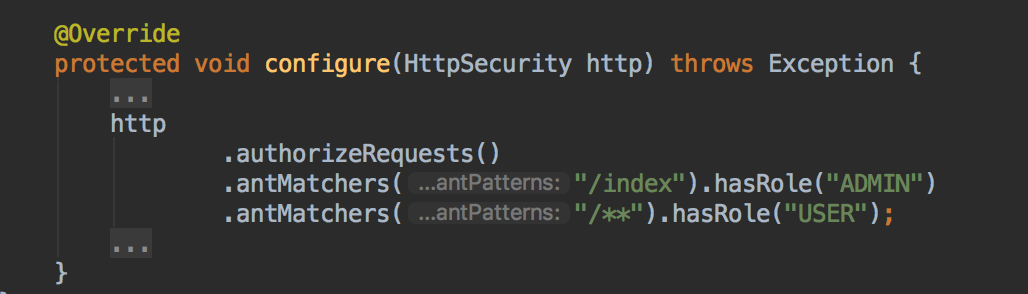 @Override
protected void configure(HttpSecurity http) throws Exception {
...
http
.authorizeRequests()
.antMatchers( ...antPatterns: "/index").hasRole("ADMIN")
.antMatchers( ...antPatterns: "/**").hasRole("USER");
...
}